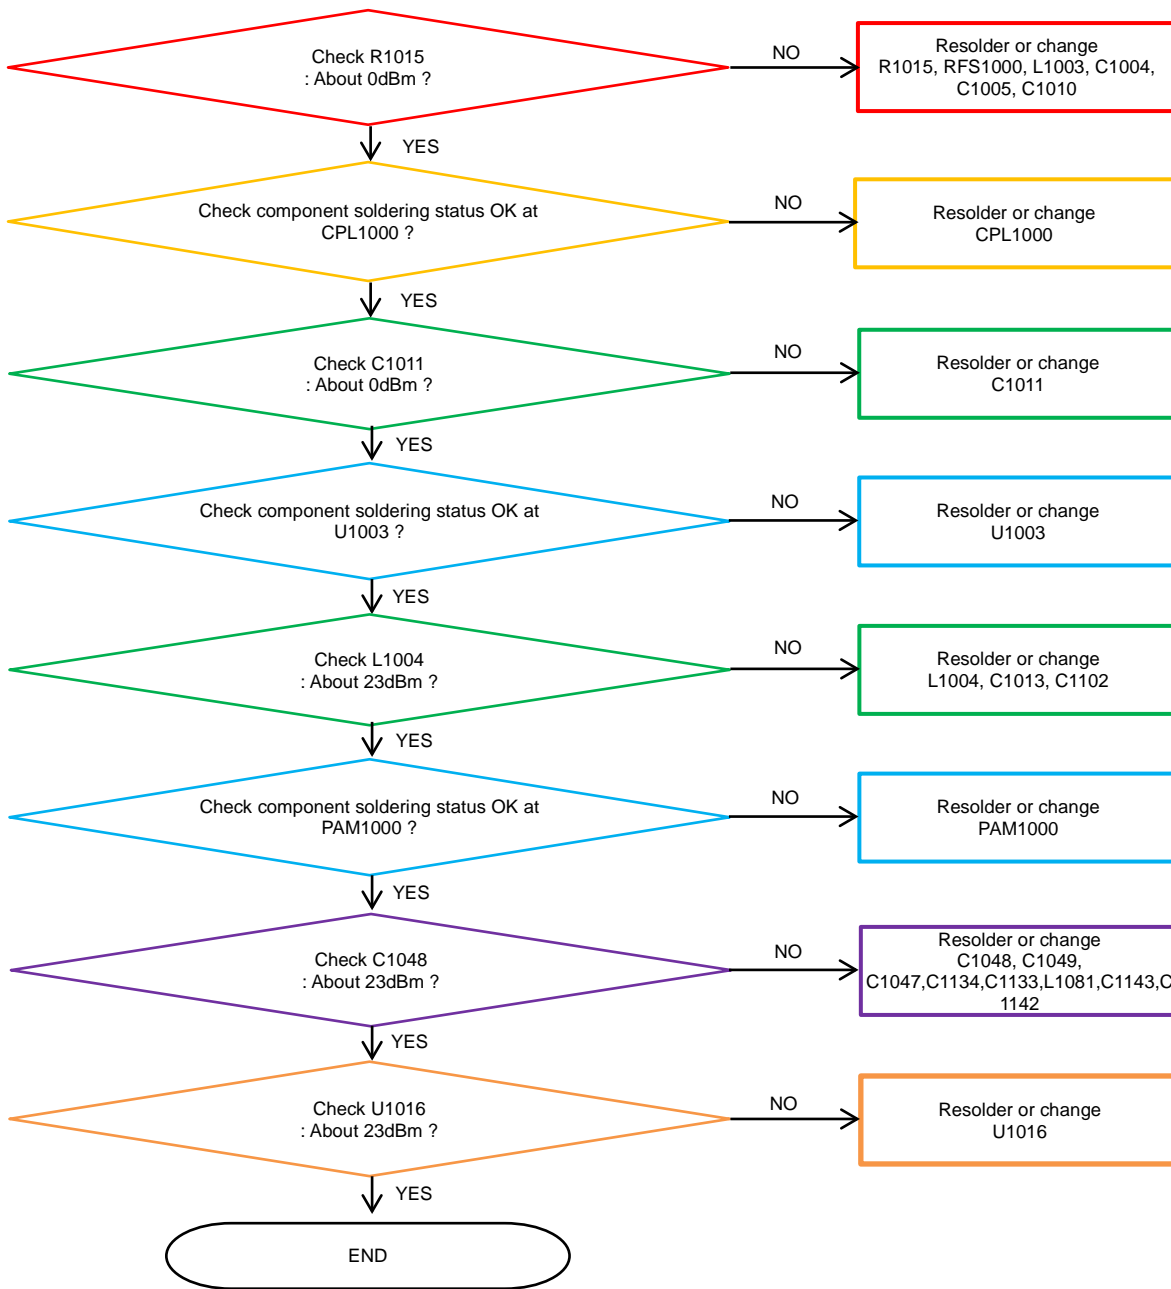 Check R1015
: About 0dBm ?
NO
Resolder or change
R1015, RFS1000, L1003, C1004,
C1005, C1010
YES
Check component soldering status OK at
CPL1000 ?
NO
Resolder or change
CPL1000
YES
Check C1011
: About 0dBm ?
NO
Resolder or change
C1011
YES
Check component soldering status OK at
U1003 ?
NO
Resolder or change
U1003
YES
Check L1004
: About 23dBm ?
NO
Resolder or change
L1004, C1013, C1102
YES
Check component soldering status OK at
PAM1000 ?
NO
Resolder or change
PAM1000
YES
Check C1048
: About 23dBm ?
NO
Resolder or change
C1048, C1049,
C1047,C1134,C1133,L1081,C1143,C
1142
YES
Check U1016
: About 23dBm ?
NO
Resolder or change
U1016
YES
END